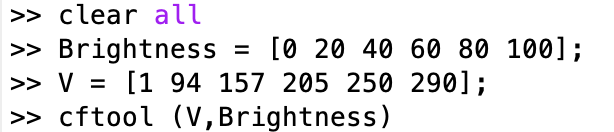 >> clear all
>> Brightness = [0 20 40 60 80 100];
>> V = [1 94 157 205 250 290];
>> cftool (V,Brightness)